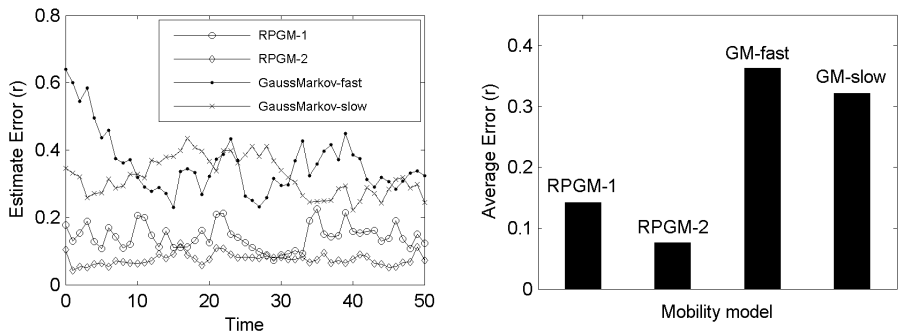 0.8
0.6
0.4
0.2
0
Estimate Error (r)
0
10
20
30
40
50
Time
RPGM-1
RPGM-2
GaussMarkov-fast
GaussMarkov-slow
0.4
0.3
0.2
0.1
0
Average Error (r)
RPGM-1
RPGM-2
GM-fast
GM-slow
Mobility model